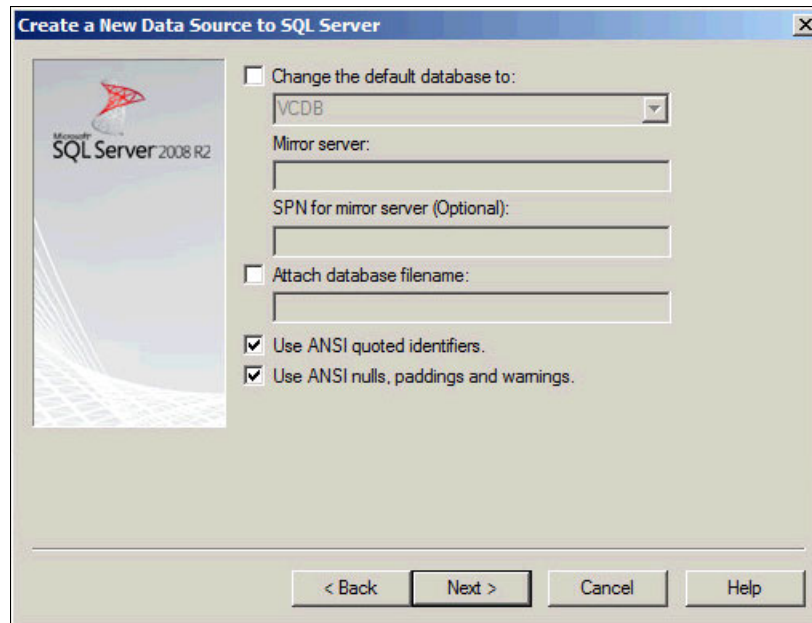 Create a New Data Source to SQL Server
Microsoft
SQL Server 2008 R2
Change the default database to:
VCDB
Mirror server:
SPN for mirror server (Optional):
Attach database filename:
Use ANSI quoted identifiers.
Use ANSI nulls, paddings and warnings.
< Back
Next >
Cancel
Help